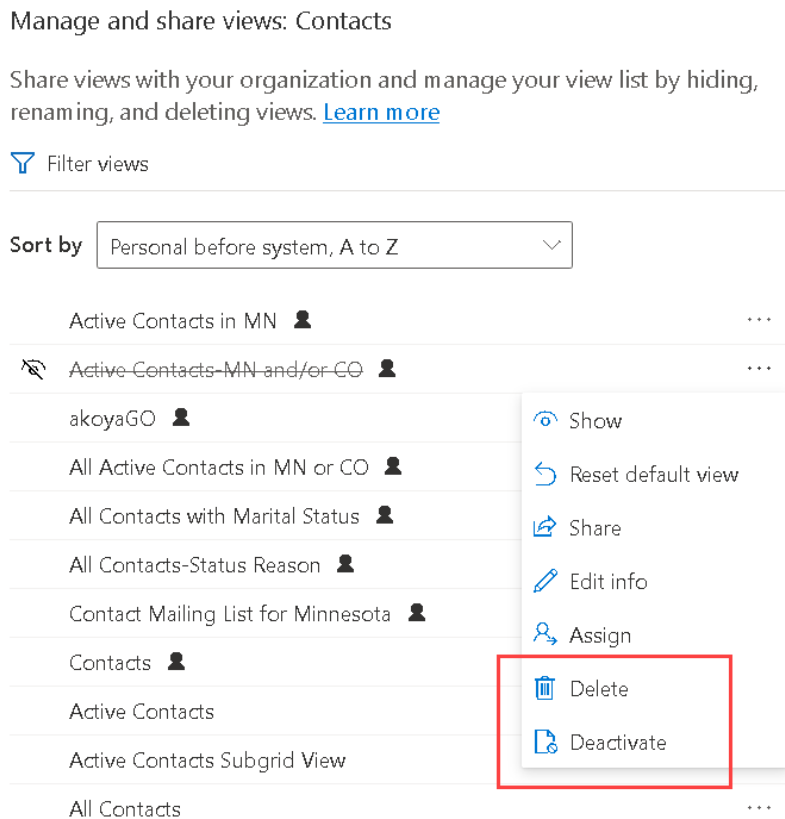 Manage and share views: Contacts
Share views with your organization and manage your view list by hiding,
renaming, and deleting views. Learn more
Filter views
Sort by Personal before system, A to Z
Active Contacts in MN
Active Contacts-MN and/or CO
akoyaGO
Show
All Active Contacts in MN or CO
Reset default view
All Contacts with Marital Status
Share
All Contacts-Status Reason
Edit info
Contact Mailing List for Minnesota
Assign
Contacts
Delete
Active Contacts
Deactivate
Active Contacts Subgrid View
All Contacts